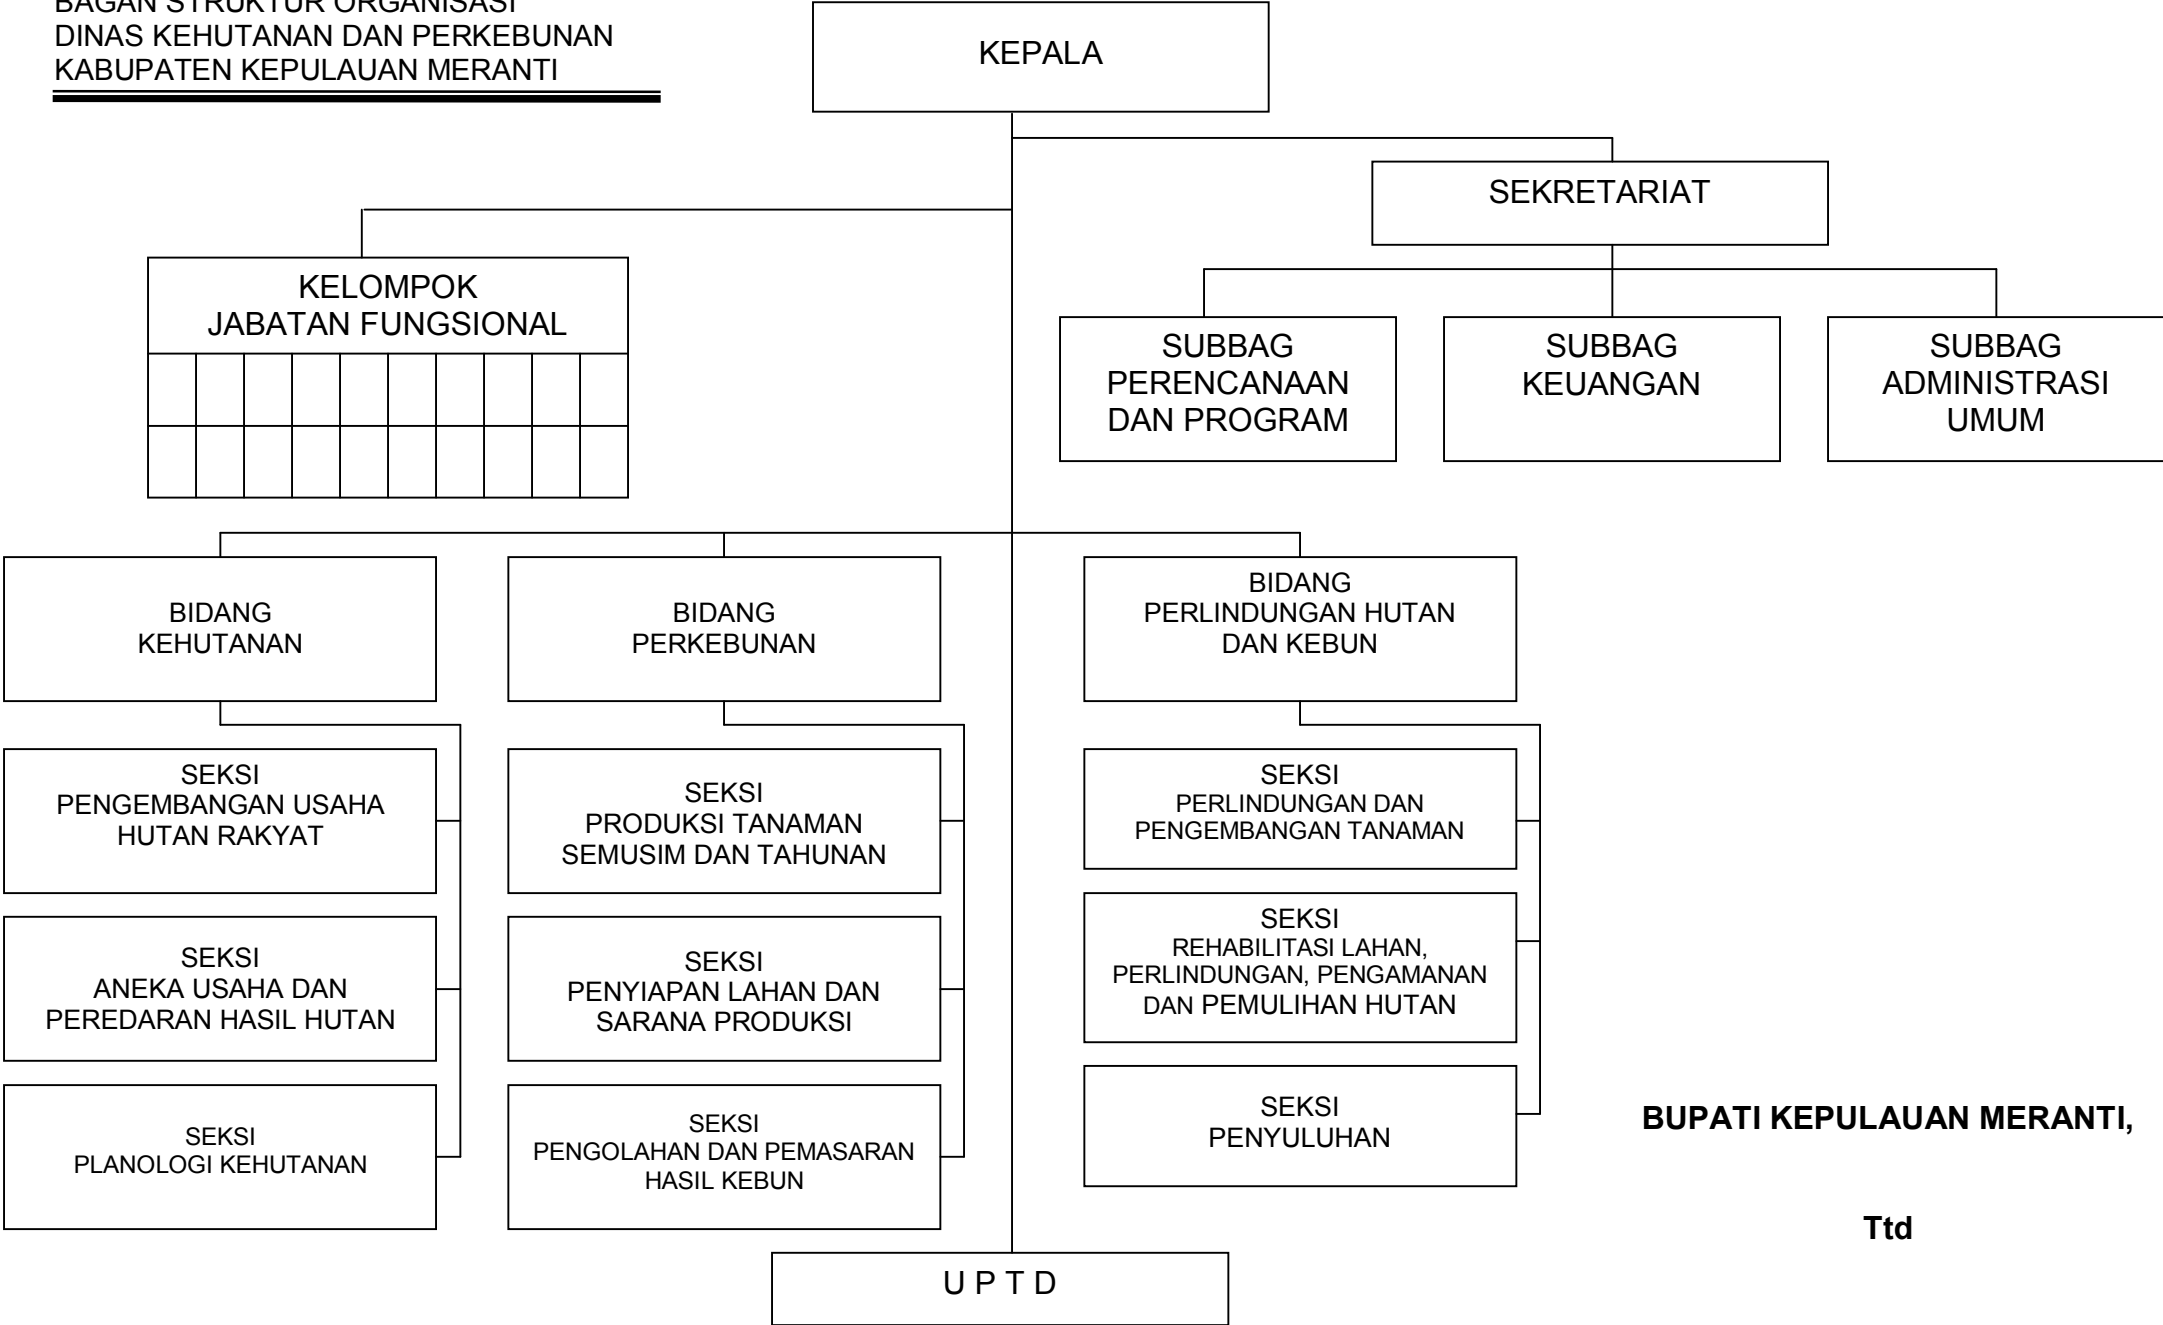 BAGAN STRUKTUR ORGANISASI
DINAS KEHUTANAN DAN PERKEBUNAN
KABUPATEN KEPULAUAN MERANTI
KEPALA
SEKRETARIAT
KELOMPOK
JABATAN FUNGSIONAL
SUBBAG
PERENCANAAN
DAN PROGRAM
SUBBAG
KEUANGAN
SUBBAG
ADMINISTRASI
UMUM
BIDANG
KEHUTANAN
BIDANG
PERKEBUNAN
BIDANG
PERLINDUNGAN HUTAN
DAN KEBUN
SEKSI
PENGEMBANGAN USAHA
HUTAN RAKYAT
SEKSI
PRODUKSI TANAMAN
SEMUSIM DAN TAHUNAN
SEKSI
PERLINDUNGAN DAN
PENGEMBANGAN TANAMAN
SEKSI
ANEKA USAHA DAN
PEREDARAN HASIL HUTAN
SEKSI
PENYIAPAN LAHAN DAN
SARANA PRODUKSI
SEKSI
REHABILITASI LAHAN,
PERLINDUNGAN, PENGAMANAN
DAN PEMULIHAN HUTAN
SEKSI
PLANOLOGI KEHUTANAN
SEKSI
PENGOLAHAN DAN PEMASARAN
HASIL KEBUN
SEKSI
PENYULUHAN
BUPATI KEPULAUAN MERANTI,
Ttd
U P T D